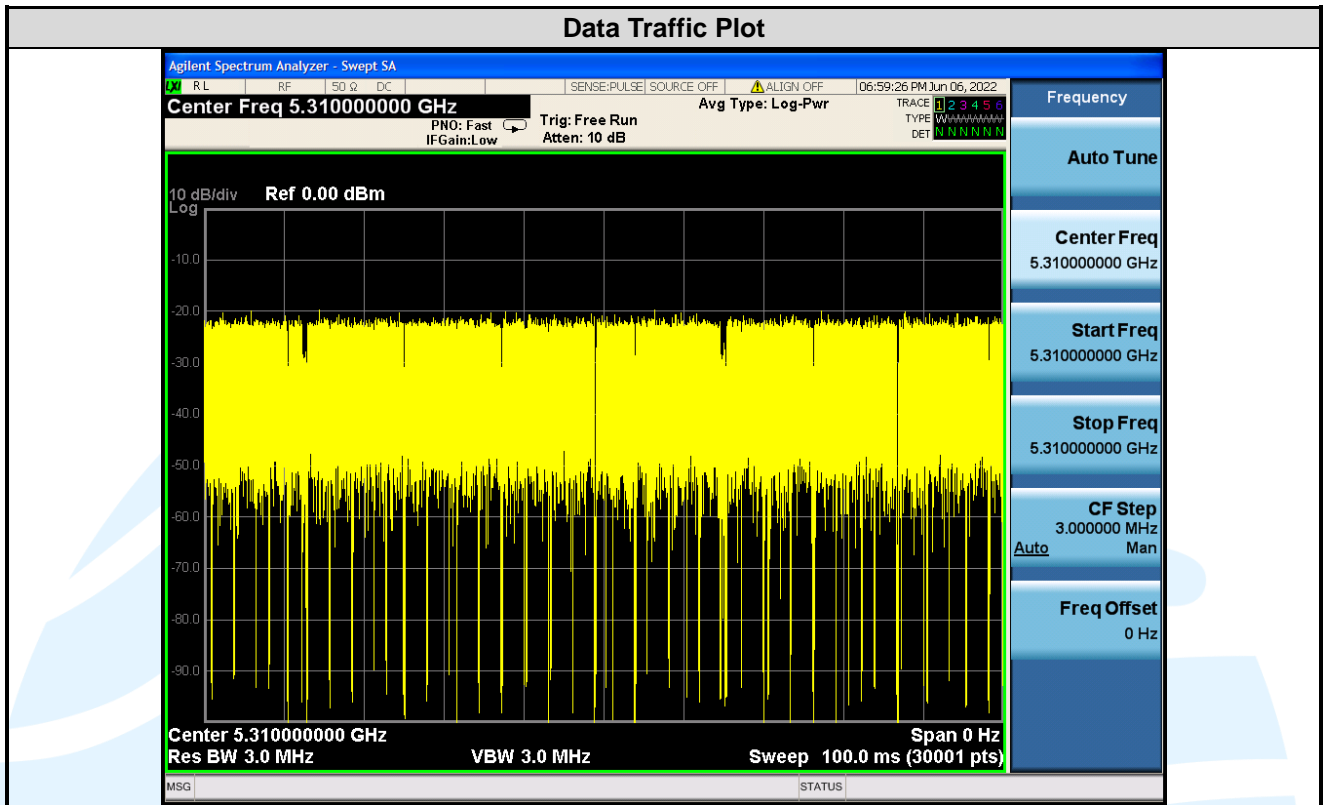 Data Traffic Plot
Agilent Spectrum Analyzer - Swept SA
LXI R L RF 50 Ω DC SENSE:PULSE SOURCE OFF ⚠ALIGN OFF 06:59:26 PM Jun 06, 2022
Center Freq 5.310000000 GHz
PNO: Fast
IFGain:Low
Trig: Free Run
Atten: 10 dB
Avg Type: Log-Pwr
TRACE 1 2 3 4 5 6
TYPE WWWWWWW
DET N N N N N N
10 dB/div
Log
Ref 0.00 dBm
-10.0
-20.0
-30.0
-40.0
-50.0
-60.0
-70.0
-80.0
-90.0
Center 5.310000000 GHz
Span 0 Hz
Res BW 3.0 MHz
VBW 3.0 MHz
Sweep 100.0 ms (30001 pts)
MSG
STATUS
Frequency
Auto Tune
Center Freq
5.310000000 GHz
Start Freq
5.310000000 GHz
Stop Freq
5.310000000 GHz
CF Step
3.000000 MHz
Auto Man
Freq Offset
0 Hz